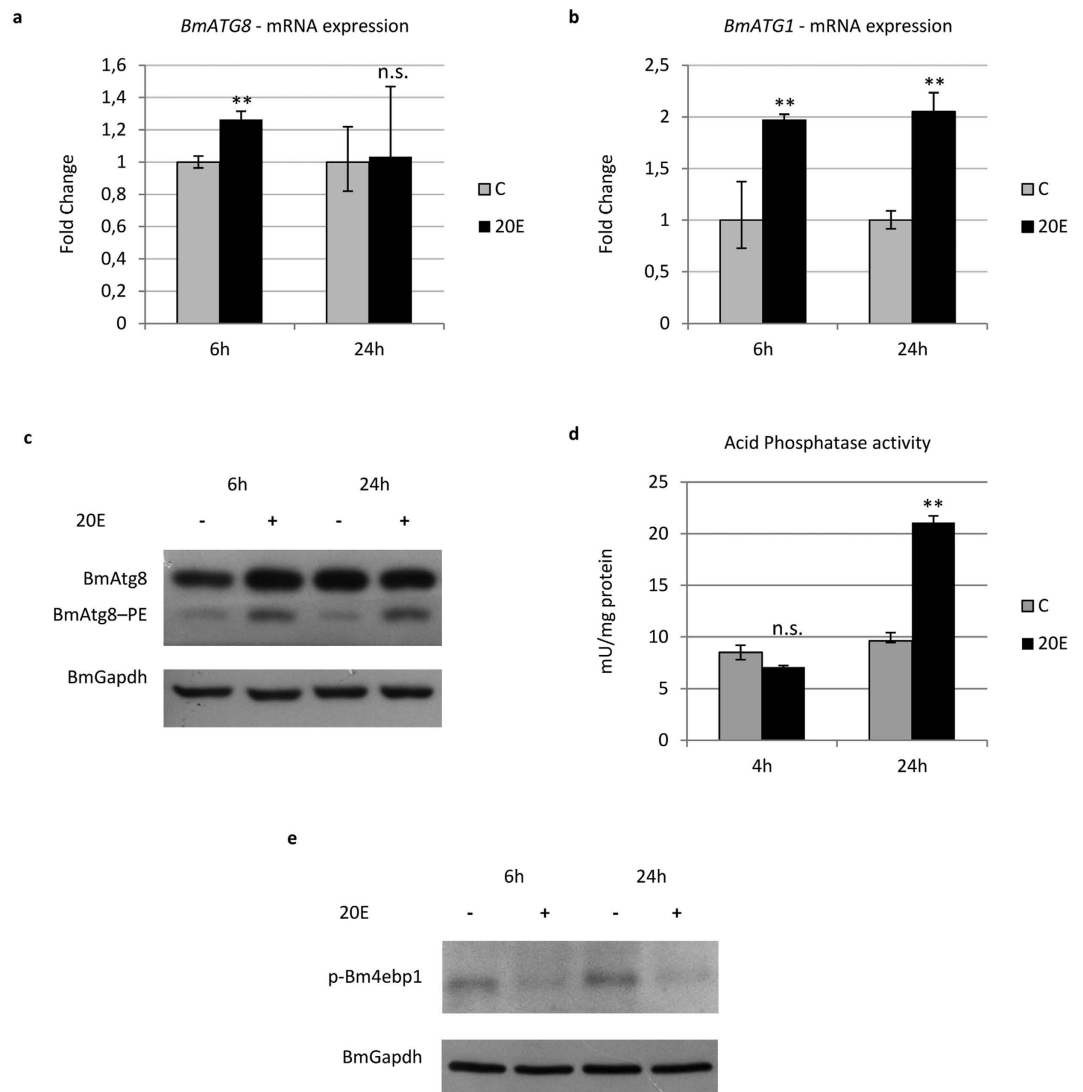 a
BmATG8 - mRNA expression
1,6
1,4
1,2
1
0,8
0,6
0,4
0,2
0
Fold Change
**
n.s.
6h
24h
C
20E
b
BmATG1 - mRNA expression
2,5
2
1,5
1
0,5
0
Fold Change
**
**
6h
24h
C
20E
c
6h 24h
20E - + - +
BmAtg8
BmAtg8–PE
BmGapdh
d
Acid Phosphatase activity
25
20
15
10
5
0
mU/mg protein
n.s.
**
4h
24h
C
20E
e
6h 24h
20E - + - +
p-Bm4ebp1
BmGapdh